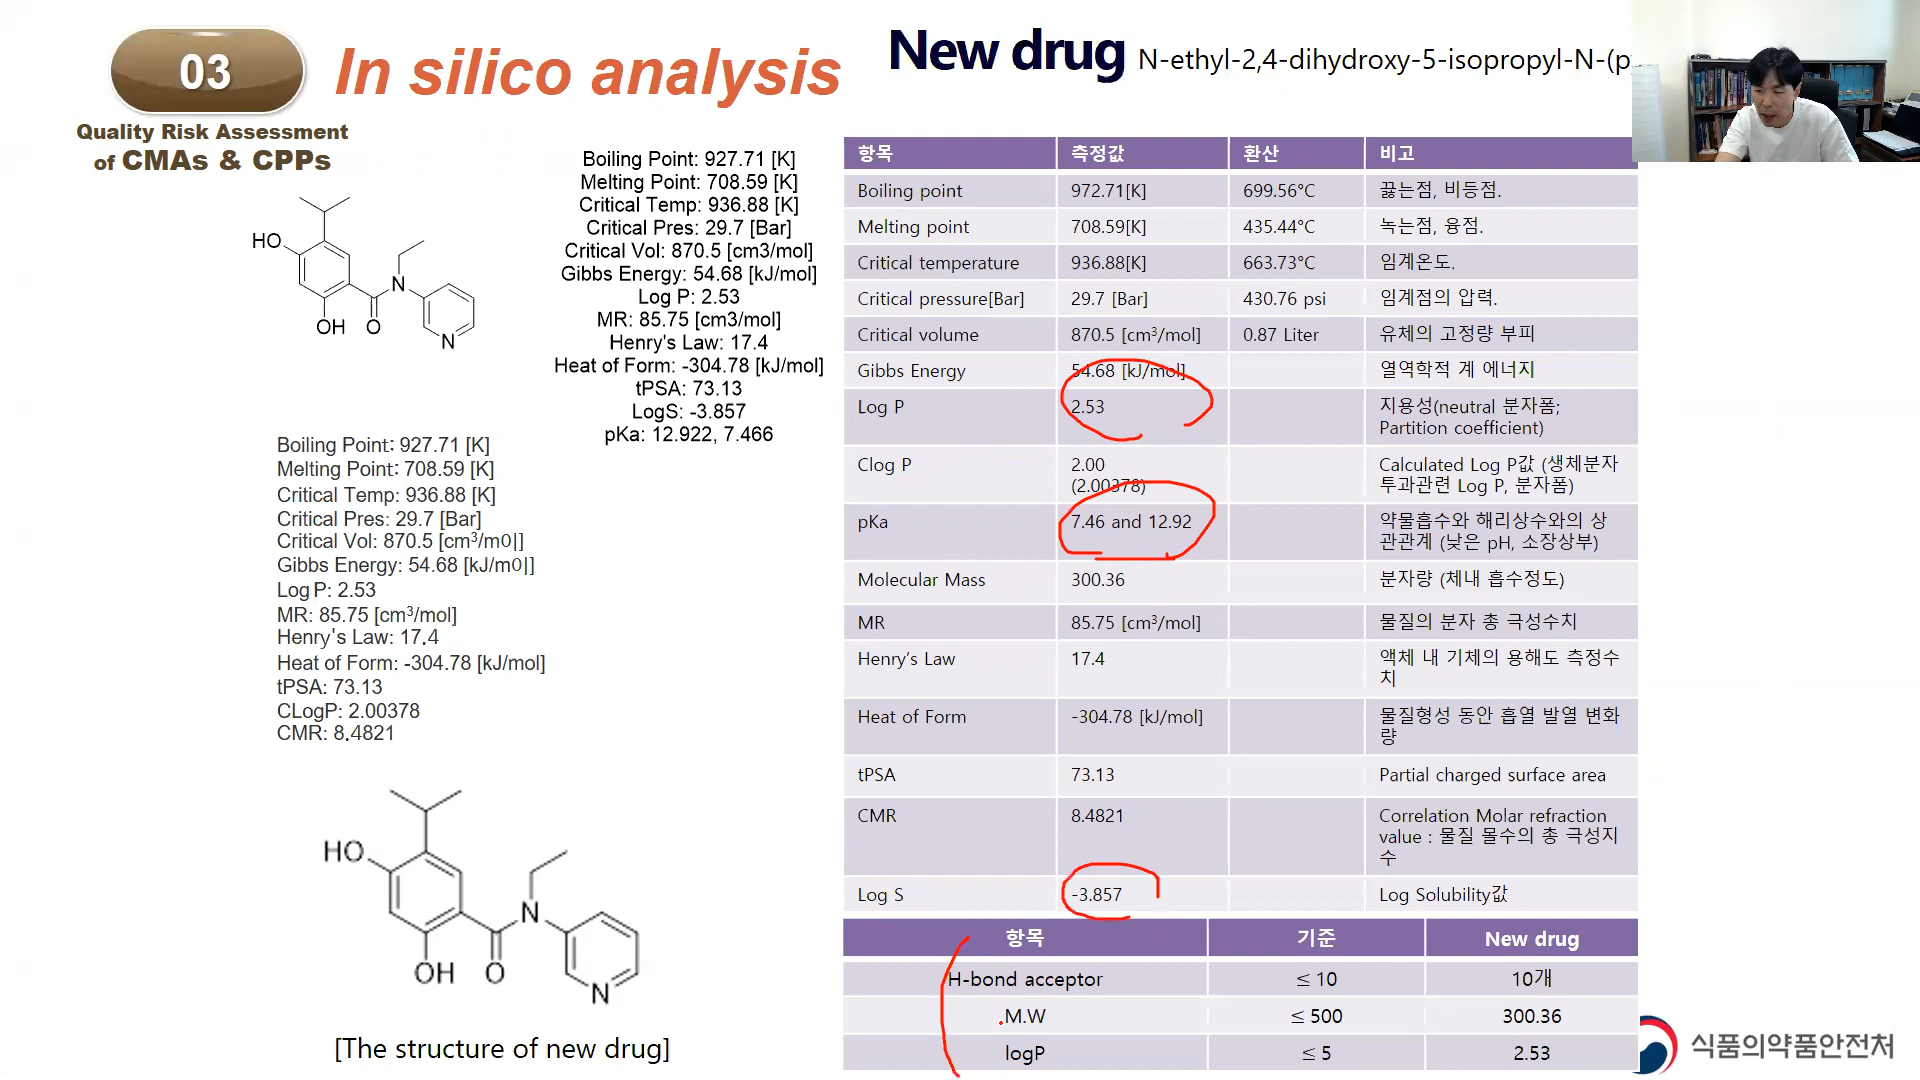 03
In silico analysis
New drug N-ethyl-2,4-dihydroxy-5-isopropyl-N-(p
Quality Risk Assessment
of CMAs & CPPs
HO
OH
O
N
N
Boiling Point: 927.71 [K]
Melting Point: 708.59 [K]
Critical Temp: 936.88 [K]
Critical Pres: 29.7 [Bar]
Critical Vol: 870.5 [cm3/mol]
Gibbs Energy: 54.68 [kJ/mol]
Log P: 2.53
MR: 85.75 [cm3/mol]
Henry's Law: 17.4
Heat of Form: -304.78 [kJ/mol]
tPSA: 73.13
LogS: -3.857
pKa: 12.922, 7.466
Boiling Point: 927.71 [K]
Melting Point: 708.59 [K]
Critical Temp: 936.88 [K]
Critical Pres: 29.7 [Bar]
Critical Vol: 870.5 [cm³/m이]
Gibbs Energy: 54.68 [kJ/m이]
Log P: 2.53
MR: 85.75 [cm³/mol]
Henry's Law: 17.4
Heat of Form: -304.78 [kJ/mol]
tPSA: 73.13
CLogP: 2.00378
CMR: 8.4821
HO
OH
O
N
N
[The structure of new drug]
항목 측정값 환산 비고
Boiling point 972.71[K] 699.56°C 끓는점, 비등점.
Melting point 708.59[K] 435.44°C 녹는점, 융점.
Critical temperature 936.88[K] 663.73°C 임계온도.
Critical pressure[Bar] 29.7 [Bar] 430.76 psi 임계점의 압력.
Critical volume 870.5 [cm³/mol] 0.87 Liter 유체의 고정량 부피
Gibbs Energy 54.68 [kJ/mol] 열역학적 계 에너지
Log P 2.53 지용성(neutral 분자폼;
Partition coefficient)
Clog P 2.00 Calculated Log P값 (생체분자
(2.00378) 투과관련 Log P, 분자폼)
pKa 7.46 and 12.92 약물흡수와 해리상수와의 상
관관계 (낮은 pH, 소장상부)
Molecular Mass 300.36 분자량 (체내 흡수정도)
MR 85.75 [cm³/mol] 물질의 분자 총 극성수치
Henry's Law 17.4 액체 내 기체의 용해도 측정수
치
Heat of Form -304.78 [kJ/mol] 물질형성 동안 흡열 발열 변화
량
tPSA 73.13 Partial charged surface area
CMR 8.4821 Correlation Molar refraction
value : 물질 몰수의 총 극성지
수
Log S -3.857 Log Solubility값
항목 기준 New drug
H-bond acceptor ≤ 10 10개
M.W ≤ 500 300.36
logP ≤ 5 2.53
식품의약품안전처